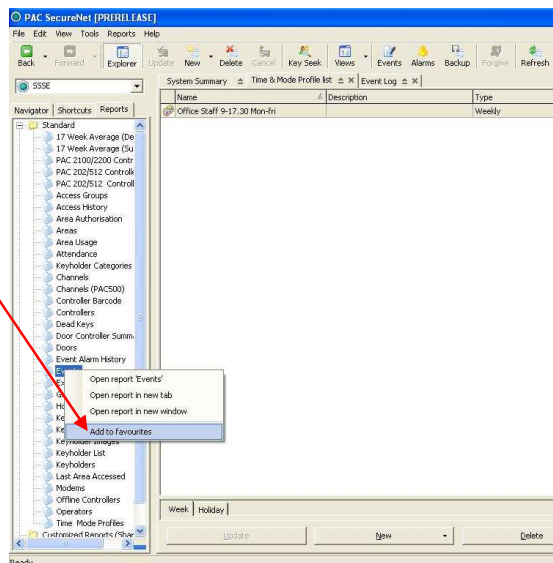 PAC SecureNet [PRERELEASE]
File Edit View Tools Reports Help
Back Forward Explorer Update New Delete Cancel Key Seek Views Events Alarms Backup Forgive Refresh
SSSE
System Summary Time & Mode Profile list Event Log
Name Description Type
Navigator Shortcuts Reports
Office Staff 9-17.30 Mon-fri Weekly
Standard
17 Week Average (De
17 Week Average (Su
PAC 2100/2200 Contr
PAC 202/512 Controlle
PAC 202/512 Controll
Access Groups
Access History
Area Authorisation
Areas
Area Usage
Attendance
Keyholder Categories
Channels
Channels (PAC500)
Controller Barcode
Controllers
Dead Keys
Door Controller Summ
Doors
Event Alarm History
Open report 'Events'
Open report in new tab
Open report in new window
Add to favourites
Keyholder Images
Keyholder List
Keyholders
Last Area Accessed
Modems
Offline Controllers
Operators
Time Mode Profiles
Customized Reports (Shar
Week Holiday
Update New Delete
Ready